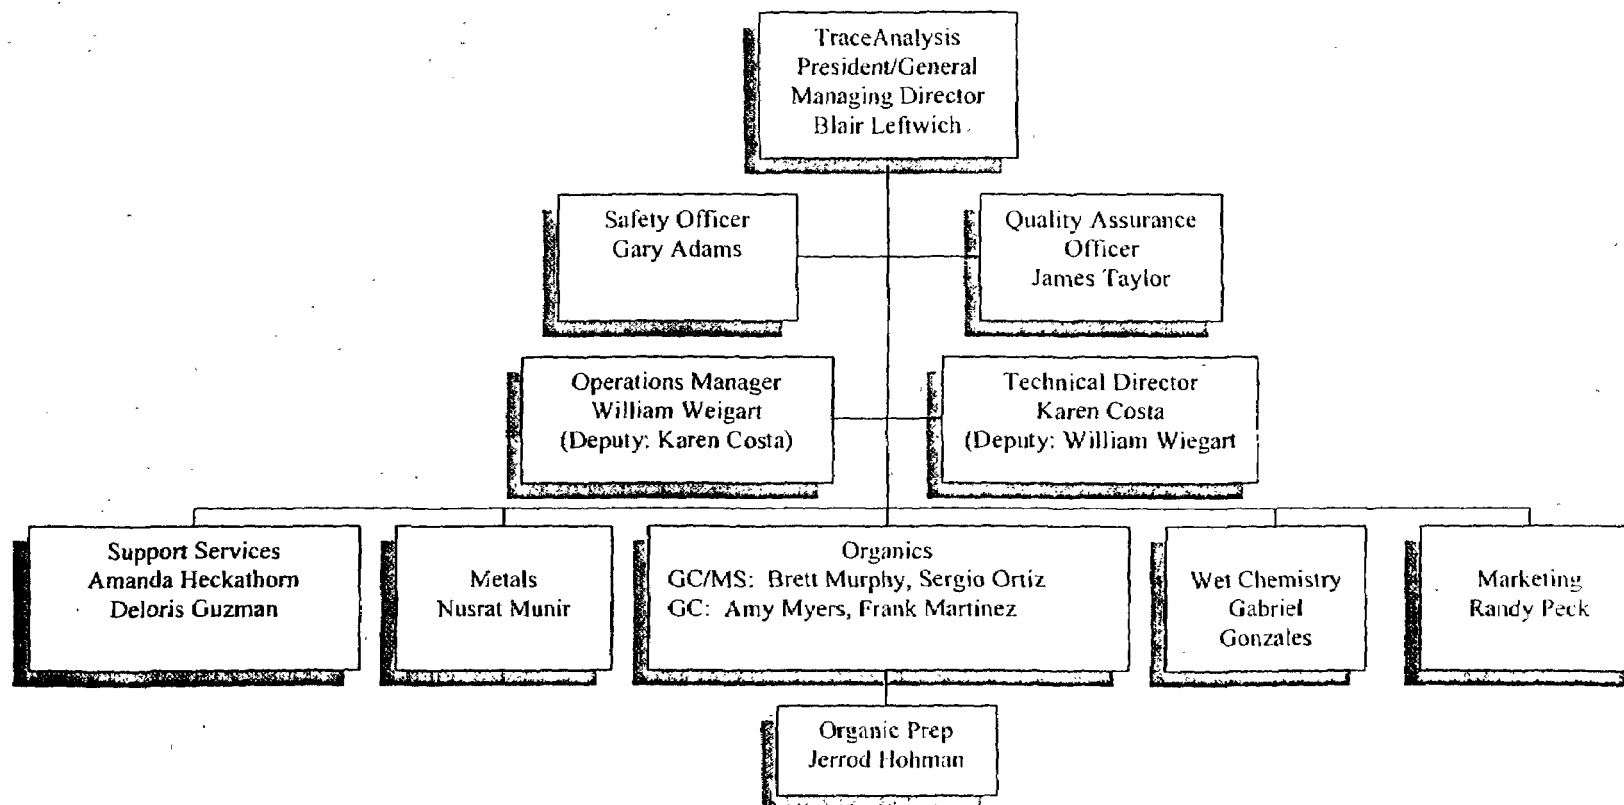 TraceAnalysis
President/General
Managing Director
Blair Leftwich
Safety Officer
Gary Adams
Quality Assurance
Officer
James Taylor
Operations Manager
William Weigart
(Deputy: Karen Costa)
Technical Director
Karen Costa
(Deputy: William Wiegart
Support Services
Amanda Heckathorn
Deloris Guzman
Metals
Nusrat Munir
Organics
GC/MS: Brett Murphy, Sergio Ortiz
GC: Amy Myers, Frank Martinez
Wet Chemistry
Gabriel
Gonzales
Marketing
Randy Peck
Organic Prep
Jerrod Hohman